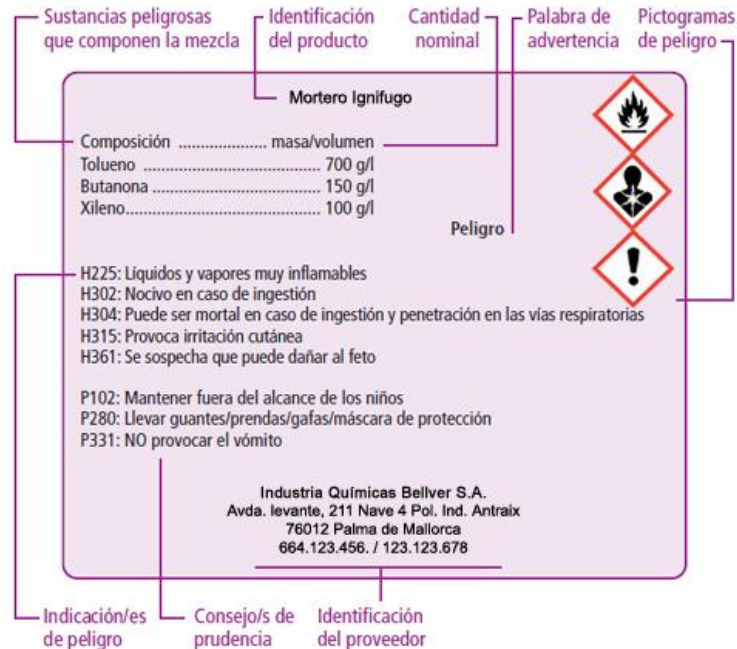 Sustancias peligrosas
que componen la mezcla
Identificación
del producto
Cantidad
nominal
Palabra de
advertencia
Pictogramas
de peligro
Mortero Ignifugo
Composición ..................... masa/volumen
Tolueno ............................................. 700 g/l
Butanona ........................................... 150 g/l
Xileno................................................. 100 g/l
Peligro
H225: Líquidos y vapores muy inflamables
H302: Nocivo en caso de ingestión
H304: Puede ser mortal en caso de ingestión y penetración en las vías respiratorias
H315: Provoca irritación cutánea
H361: Se sospecha que puede dañar al feto
P102: Mantener fuera del alcance de los niños
P280: Llevar guantes/prendas/gafas/máscara de protección
P331: NO provocar el vómito
Industria Químicas Bellver S.A.
Avda. levante, 211 Nave 4 Pol. Ind. Antraix
76012 Palma de Mallorca
664.123.456. / 123.123.678
Indicación/es
de peligro
Consejo/s de
prudencia
Identificación
del proveedor